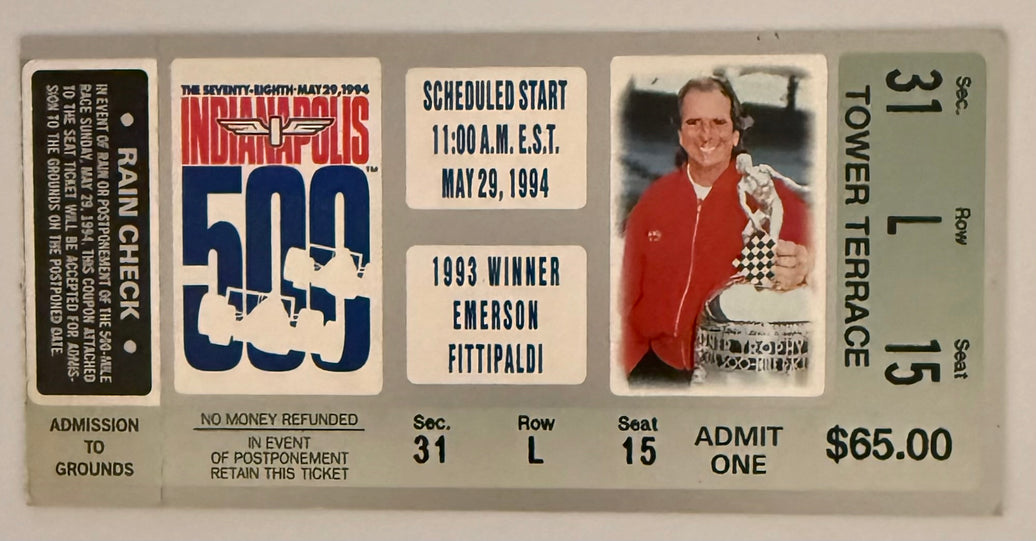 • RAIN CHECK •
IN EVENT OF RAIN OR POSTPONEMENT OF THE 500-MILE
RACE SUNDAY, MAY 29, 1994, THIS COUPON ATTACHED
TO THE SEAT TICKET WILL BE ACCEPTED FOR ADMIS-
SION TO THE GROUNDS ON THE POSTPONED DATE.
ADMISSION
TO
GROUNDS
THE SEVENTY-EIGHTH • MAY 29, 1994
INDIANAPOLIS
500™
NO MONEY REFUNDED
IN EVENT
OF POSTPONEMENT
RETAIN THIS TICKET
SCHEDULED START
11:00 A.M. E.S.T.
MAY 29, 1994
1993 WINNER
EMERSON
FITTIPALDI
Sec. Row Seat
31 L 15
TROPHY
500-MILE
ADMIT
ONE
$65.00
Sec. Row Seat
31 L 15
TOWER TERRACE